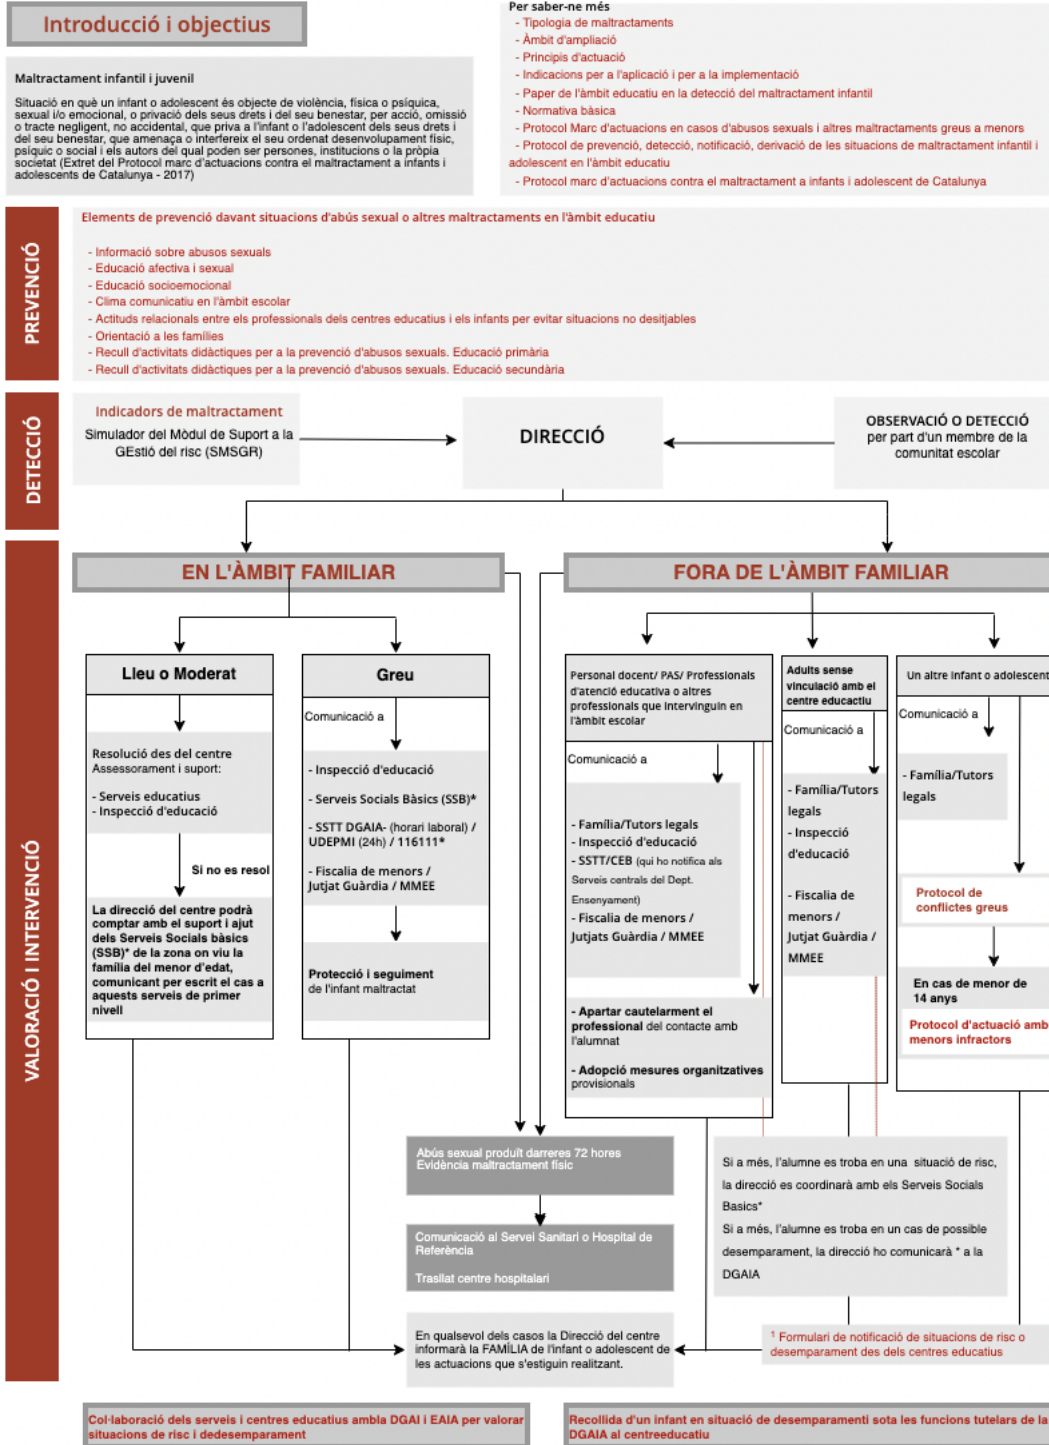 Introducció i objectius
Maltractament infantil i juvenil
Situació en què un infant o adolescent és objecte de violència, física o psíquica,
sexual i/o emocional, o privació dels seus drets i del seu benestar, per acció, omissió
o tracte negligent, no accidental, que priva a l'infant o l'adolescent dels seus drets i
del seu benestar, que amenaça o interfereix el seu ordenat desenvolupament físic,
psíquic o social i els autors del qual poden ser persones, institucions o la pròpia
societat (Extret del Protocol marc d'actuacions contra el maltractament a infants i
adolescents de Catalunya - 2017)
Per saber-ne més
- Tipologia de maltractaments
- Àmbit d'ampliació
- Principis d'actuació
- Indicacions per a l'aplicació i per a la implementació
- Paper de l'àmbit educatiu en la detecció del maltractament infantil
- Normativa bàsica
- Protocol Marc d'actuacions en casos d'abusos sexuals i altres maltractaments greus a menors
- Protocol de prevenció, detecció, notificació, derivació de les situacions de maltractament infantil i
adolescent en l'àmbit educatiu
- Protocol marc d'actuacions contra el maltractament a infants i adolescent de Catalunya
PREVENCIÓ
Elements de prevenció davant situacions d'abús sexual o altres maltractaments en l'àmbit educatiu
- Informació sobre abusos sexuals
- Educació afectiva i sexual
- Educació socioemocional
- Clima comunicatiu en l'àmbit escolar
- Actituds relacionals entre els professionals dels centres educatius i els infants per evitar situacions no desitjables
- Orientació a les famílies
- Recull d'activitats didàctiques per a la prevenció d'abusos sexuals. Educació primària
- Recull d'activitats didàctiques per a la prevenció d'abusos sexuals. Educació secundària
DETECCIÓ
Indicadors de maltractament
Simulador del Mòdul de Suport a la
GEstió del risc (SMSGR)
DIRECCIÓ
OBSERVACIÓ O DETECCIÓ
per part d'un membre de la
comunitat escolar
VALORACIÓ I INTERVENCIÓ
EN L'ÀMBIT FAMILIAR
Lleu o Moderat
Resolució des del centre
Assessorament i suport:
- Serveis educatius
- Inspecció d'educació
Si no es resol
La direcció del centre podrà
comptar amb el suport i ajut
dels Serveis Socials bàsics
(SSB)* de la zona on viu la
família del menor d'edat,
comunicant per escrit el cas a
aquests serveis de primer
nivell
Greu
Comunicació a
- Inspecció d'educació
- Serveis Socials Bàsics (SSB)*
- SSTT DGAIA- (horari laboral) /
UDEPMI (24h) / 116111*
- Fiscalia de menors /
Jutjat Guàrdia / MMEE
Protecció i seguiment
de l'infant maltractat
FORA DE L'ÀMBIT FAMILIAR
Personal docent/ PAS/ Professionals
d'atenció educativa o altres
professionals que intervinguin en
l'àmbit escolar
Comunicació a
- Família/Tutors legals
- Inspecció d'educació
- SSTT/CEB (qui ho notifica als
Serveis centrals del Dept.
Ensenyament)
- Fiscalia de menors /
Jutjats Guàrdia / MMEE
- Apartar cautelarment el
professional del contacte amb
l'alumnat
- Adopció mesures organitzatives
provisionals
Adults sense
vinculació amb el
centre educactiu
Comunicació a
- Família/Tutors
legals
- Inspecció
d'educació
- Fiscalia de
menors /
Jutjat Guàrdia /
MMEE
Un altre infant o adolescent
Comunicació a
- Família/Tutors
legals
Protocol de
conflictes greus
En cas de menor de
14 anys
Protocol d'actuació amb
menors infractors
Abús sexual produït darreres 72 hores
Evidència maltractament físic
Comunicació al Servei Sanitari o Hospital de
Referència
Trasllat centre hospitalari
Si a més, l'alumne es troba en una situació de risc,
la direcció es coordinarà amb els Serveis Socials
Basics*
Si a més, l'alumne es troba en un cas de possible
desemparament, la direcció ho comunicarà * a la
DGAIA
En qualsevol dels casos la Direcció del centre
informarà la FAMÍLIA de l'infant o adolescent de
les actuacions que s'estiguin realitzant.
¹ Formulari de notificació de situacions de risc o
desemparament des dels centres educatius
Col·laboració dels serveis i centres educatius ambla DGAI i EAIA per valorar
situacions de risc i dedesemparament
Recollida d'un infant en situació de desemparamenti sota les funcions tutelars de la
DGAIA al centreeducatiu